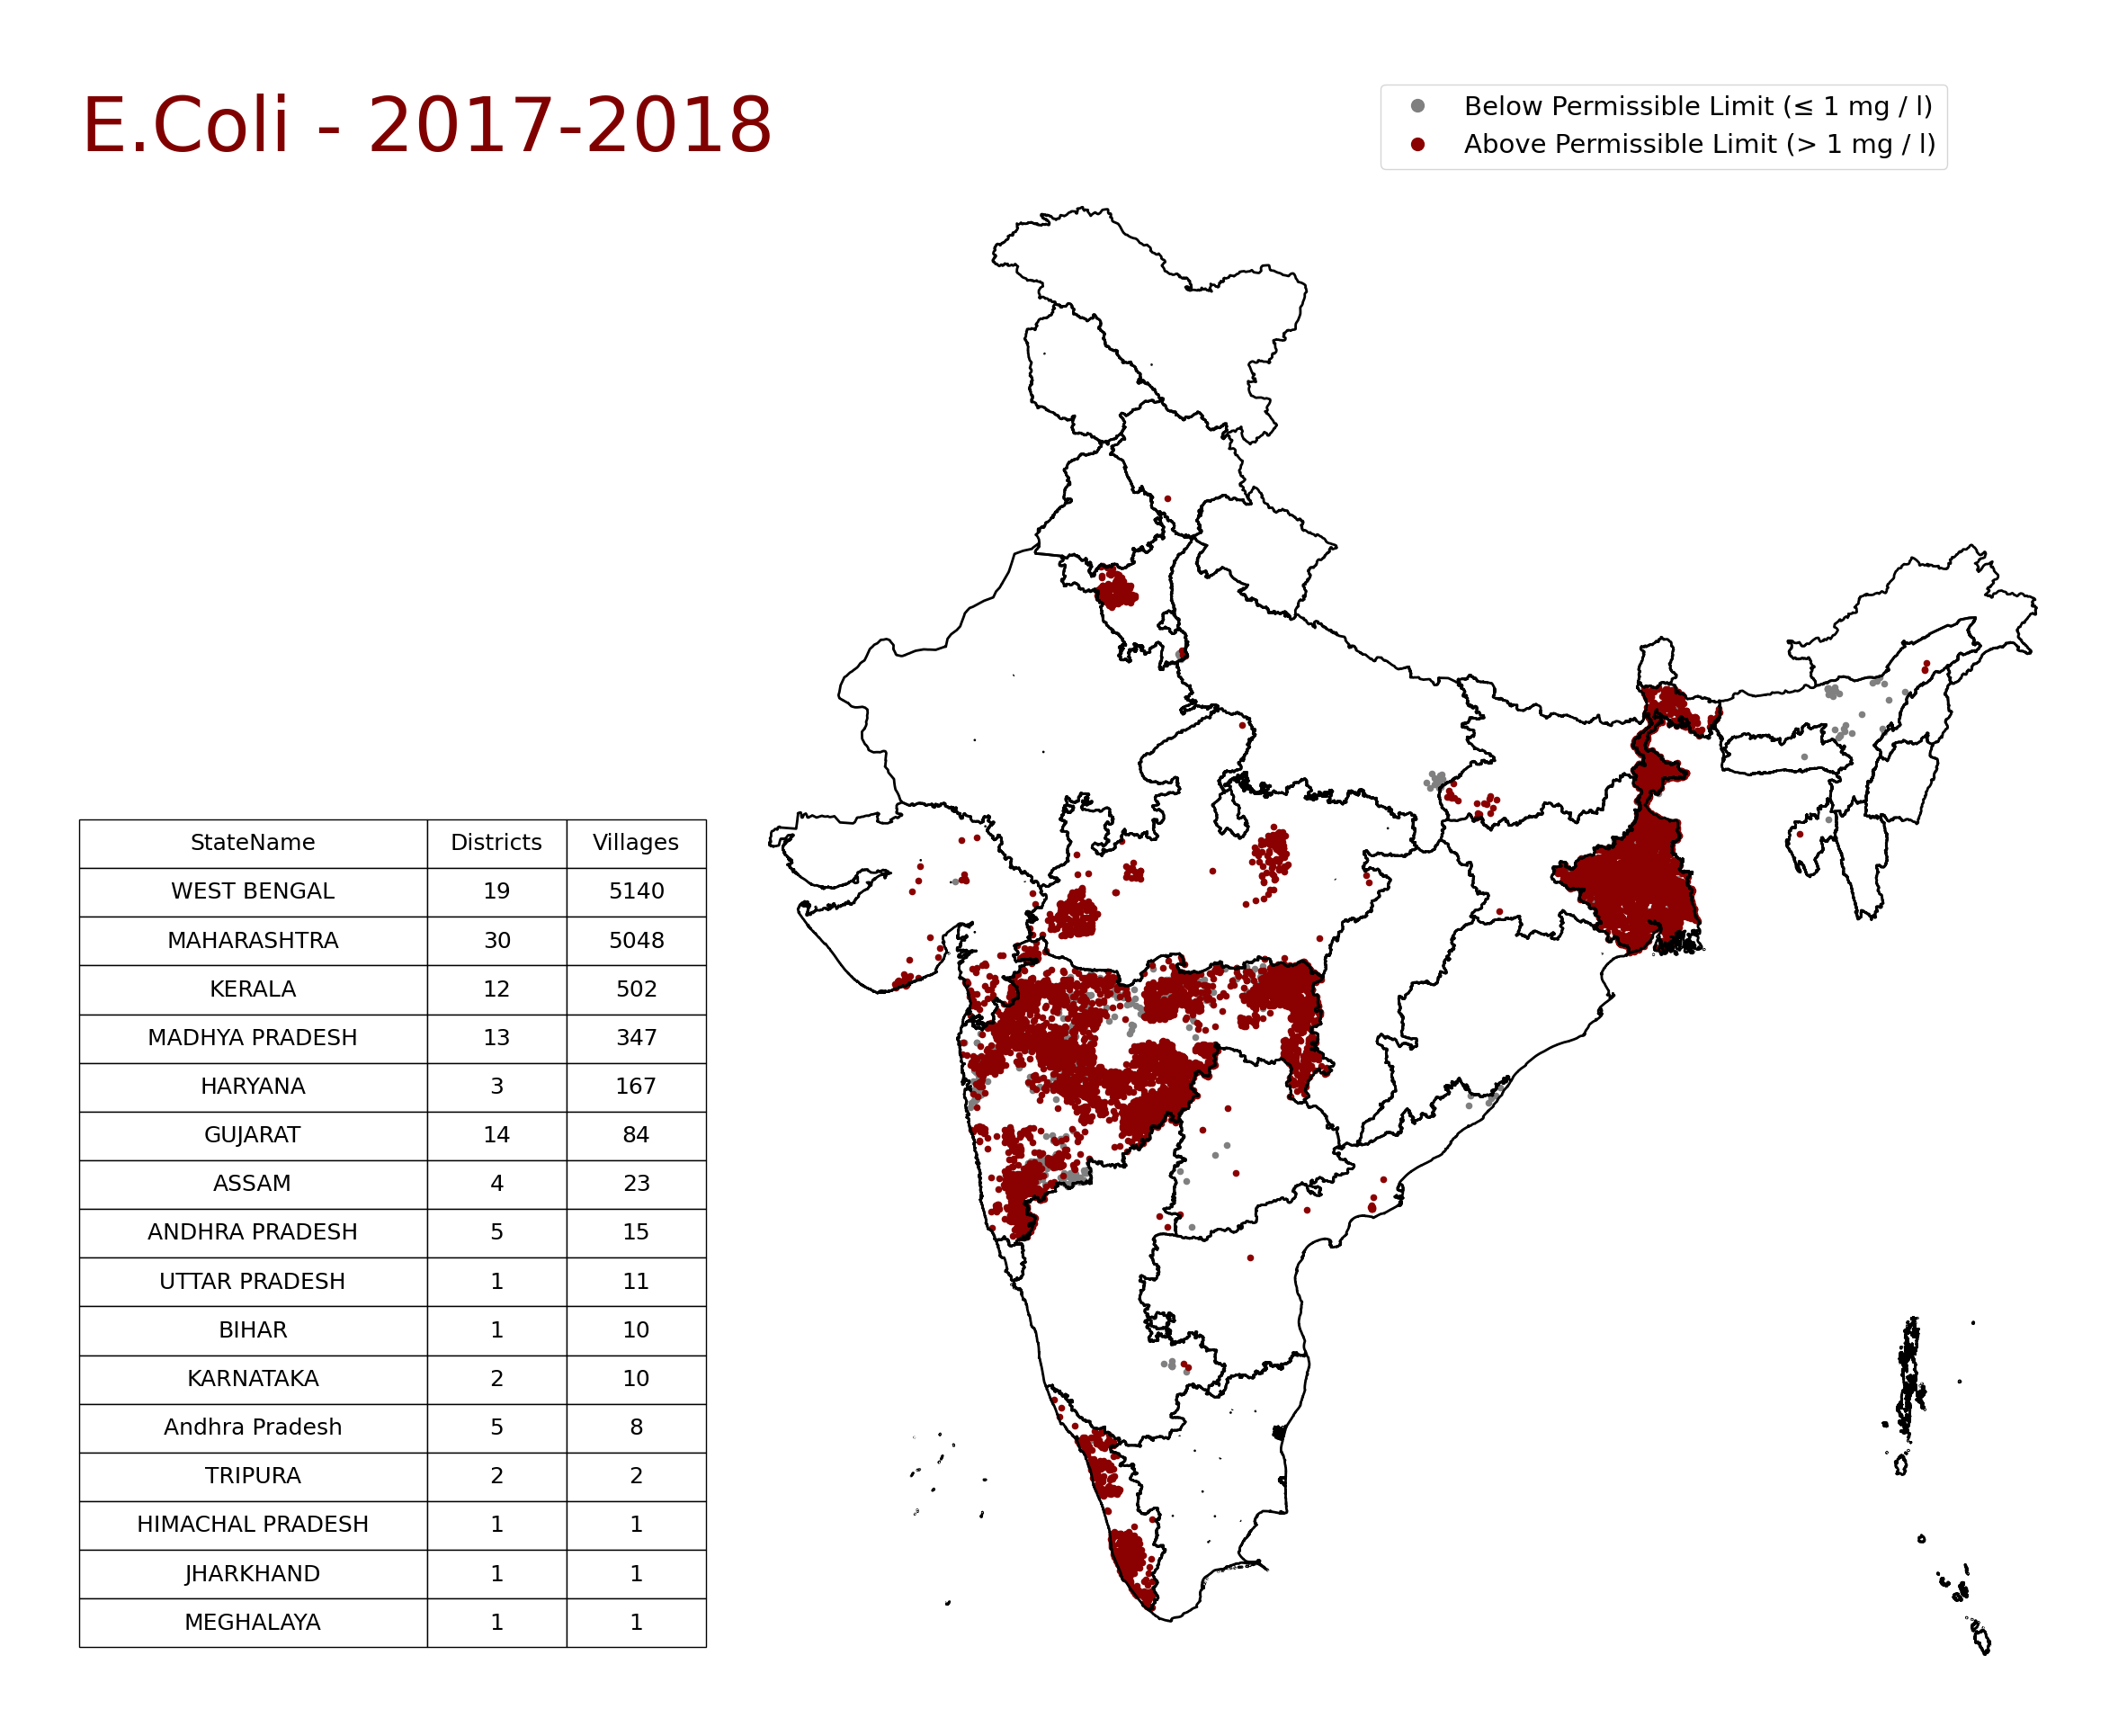 E.Coli - 2017-2018
Below Permissible Limit (≤ 1 mg / l)
Above Permissible Limit (> 1 mg / l)
StateName Districts Villages
WEST BENGAL 19 5140
MAHARASHTRA 30 5048
KERALA 12 502
MADHYA PRADESH 13 347
HARYANA 3 167
GUJARAT 14 84
ASSAM 4 23
ANDHRA PRADESH 5 15
UTTAR PRADESH 1 11
BIHAR 1 10
KARNATAKA 2 10
Andhra Pradesh 5 8
TRIPURA 2 2
HIMACHAL PRADESH 1 1
JHARKHAND 1 1
MEGHALAYA 1 1